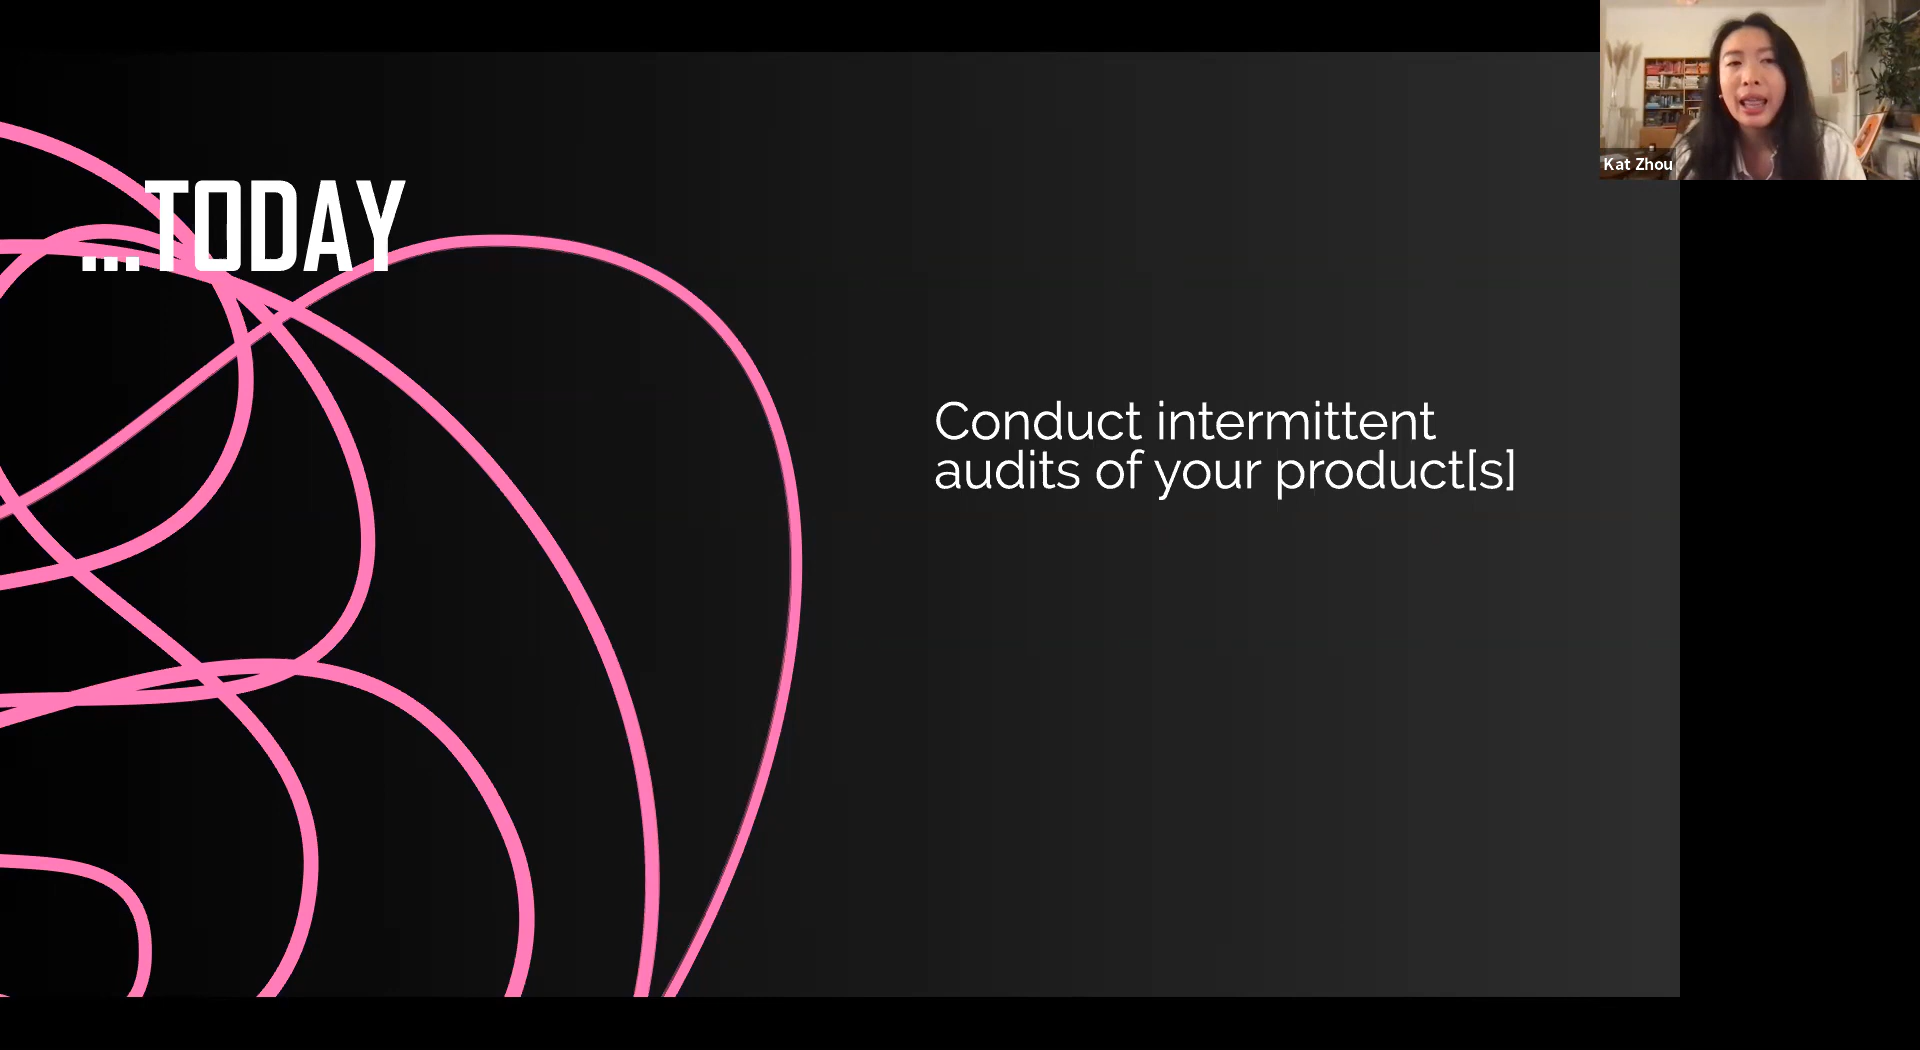 ...TODAY
Conduct intermittent
audits of your product[s]
Kat Zhou